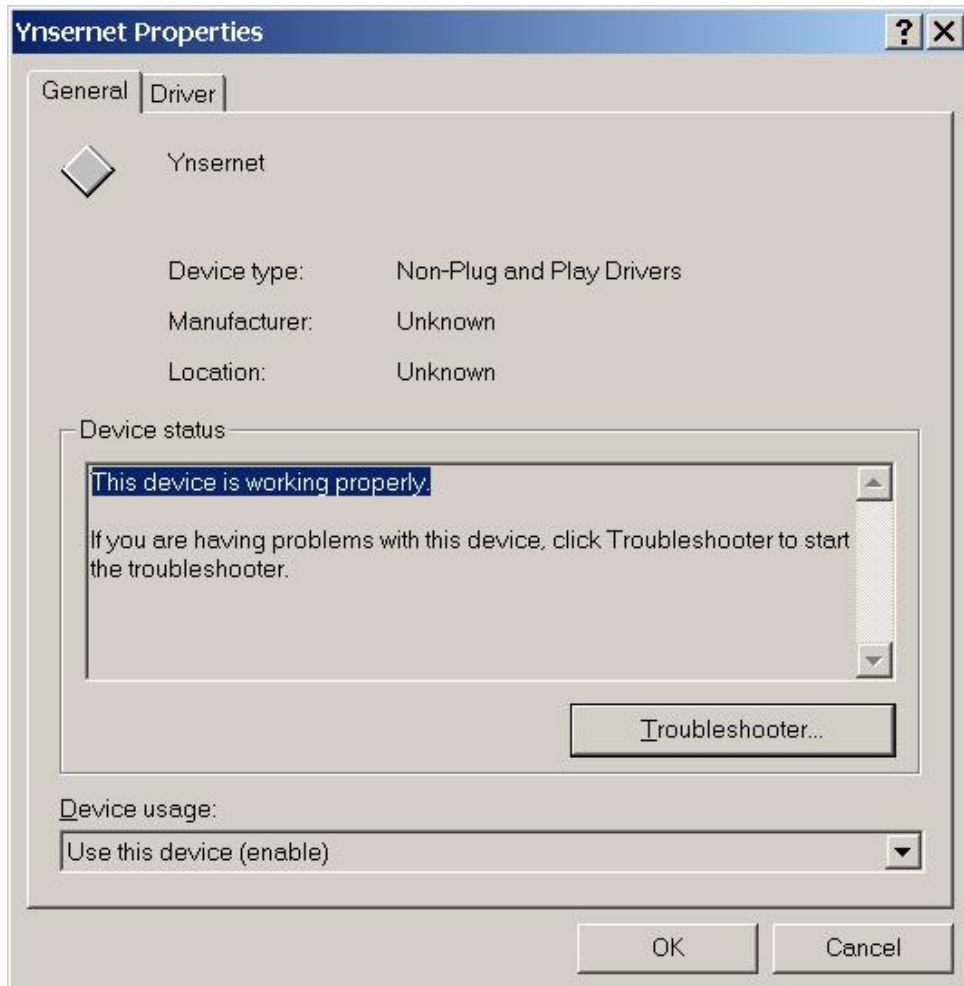 Ynsernet Properties
General
Driver
Ynsernet
Device type: Non-Plug and Play Drivers
Manufacturer: Unknown
Location: Unknown
Device status
This device is working properly.
If you are having problems with this device, click Troubleshooter to start
the troubleshooter.
Troubleshooter...
Device usage:
Use this device (enable)
OK
Cancel